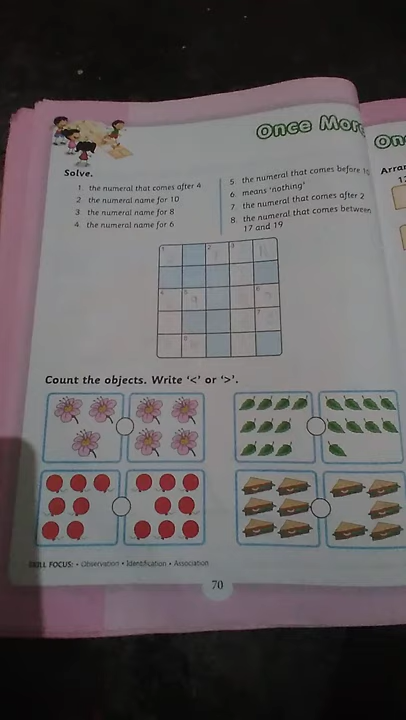 Once More
On
Solve.
1. the numeral that comes after 4
2. the numeral name for 10
3. the numeral name for 8
4. the numeral name for 6
5. the numeral that comes before
6. means 'nothing'
7. the numeral that comes after 2
8. the numeral that comes between
17 and 19
Count the objects. Write '<' or '>'.
SKILL FOCUS: • Observation • Identification • Association
70